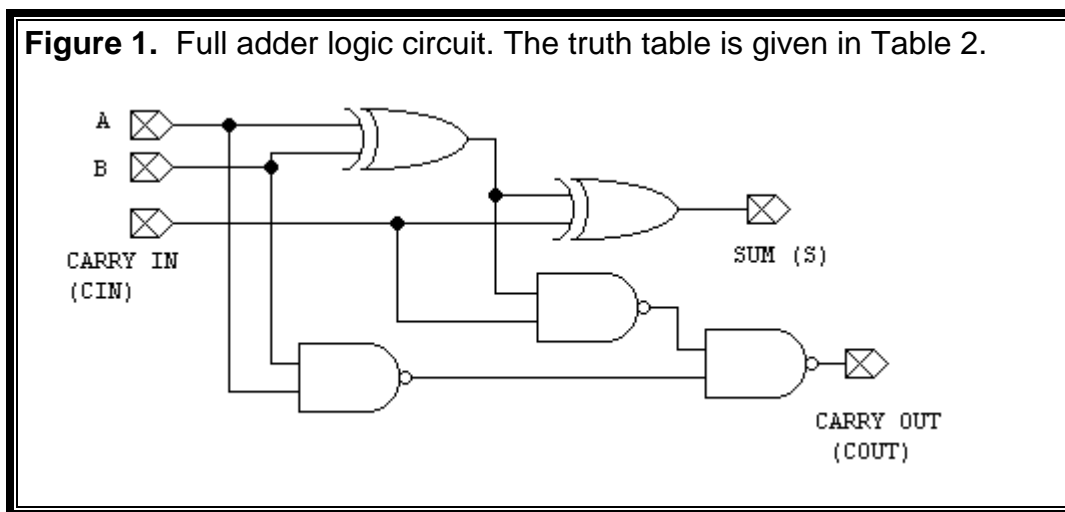 Figure 1. Full adder logic circuit. The truth table is given in Table 2.
A
B
CARRY IN
(CIN)
SUM (S)
CARRY OUT
(COUT)